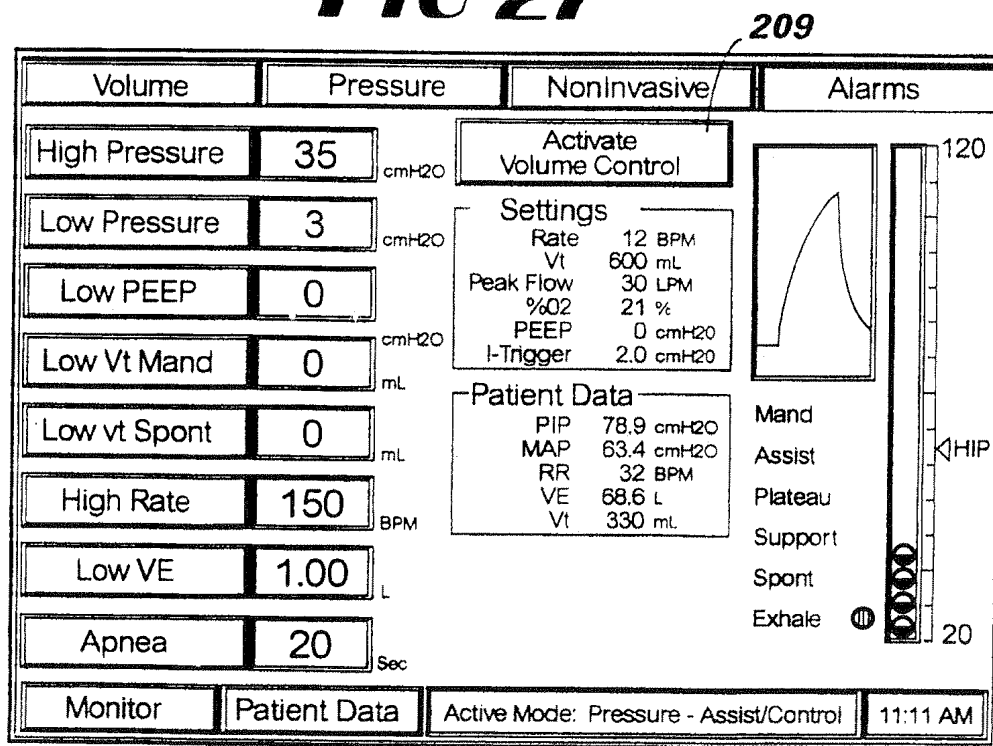 FIG 27
209
Volume Pressure NonInvasive Alarms
High Pressure 35 cmH2O
Low Pressure 3 cmH2O
Low PEEP 0 cmH2O
Low Vt Mand 0 mL
Low vt Spont 0 mL
High Rate 150 BPM
Low VE 1.00 L
Apnea 20 Sec
Activate
Volume Control
Settings
Rate 12 BPM
Vt 600 mL
Peak Flow 30 LPM
%02 21 %
PEEP 0 cmH20
I-Trigger 2.0 cmH20
Patient Data
PIP 78.9 cmH2O
MAP 63.4 cmH2O
RR 32 BPM
VE 68.6 L
Vt 330 mL
Mand
Assist
Plateau
Support
Spont
Exhale
120
HIP
20
Monitor Patient Data Active Mode: Pressure - Assist/Control 11:11 AM